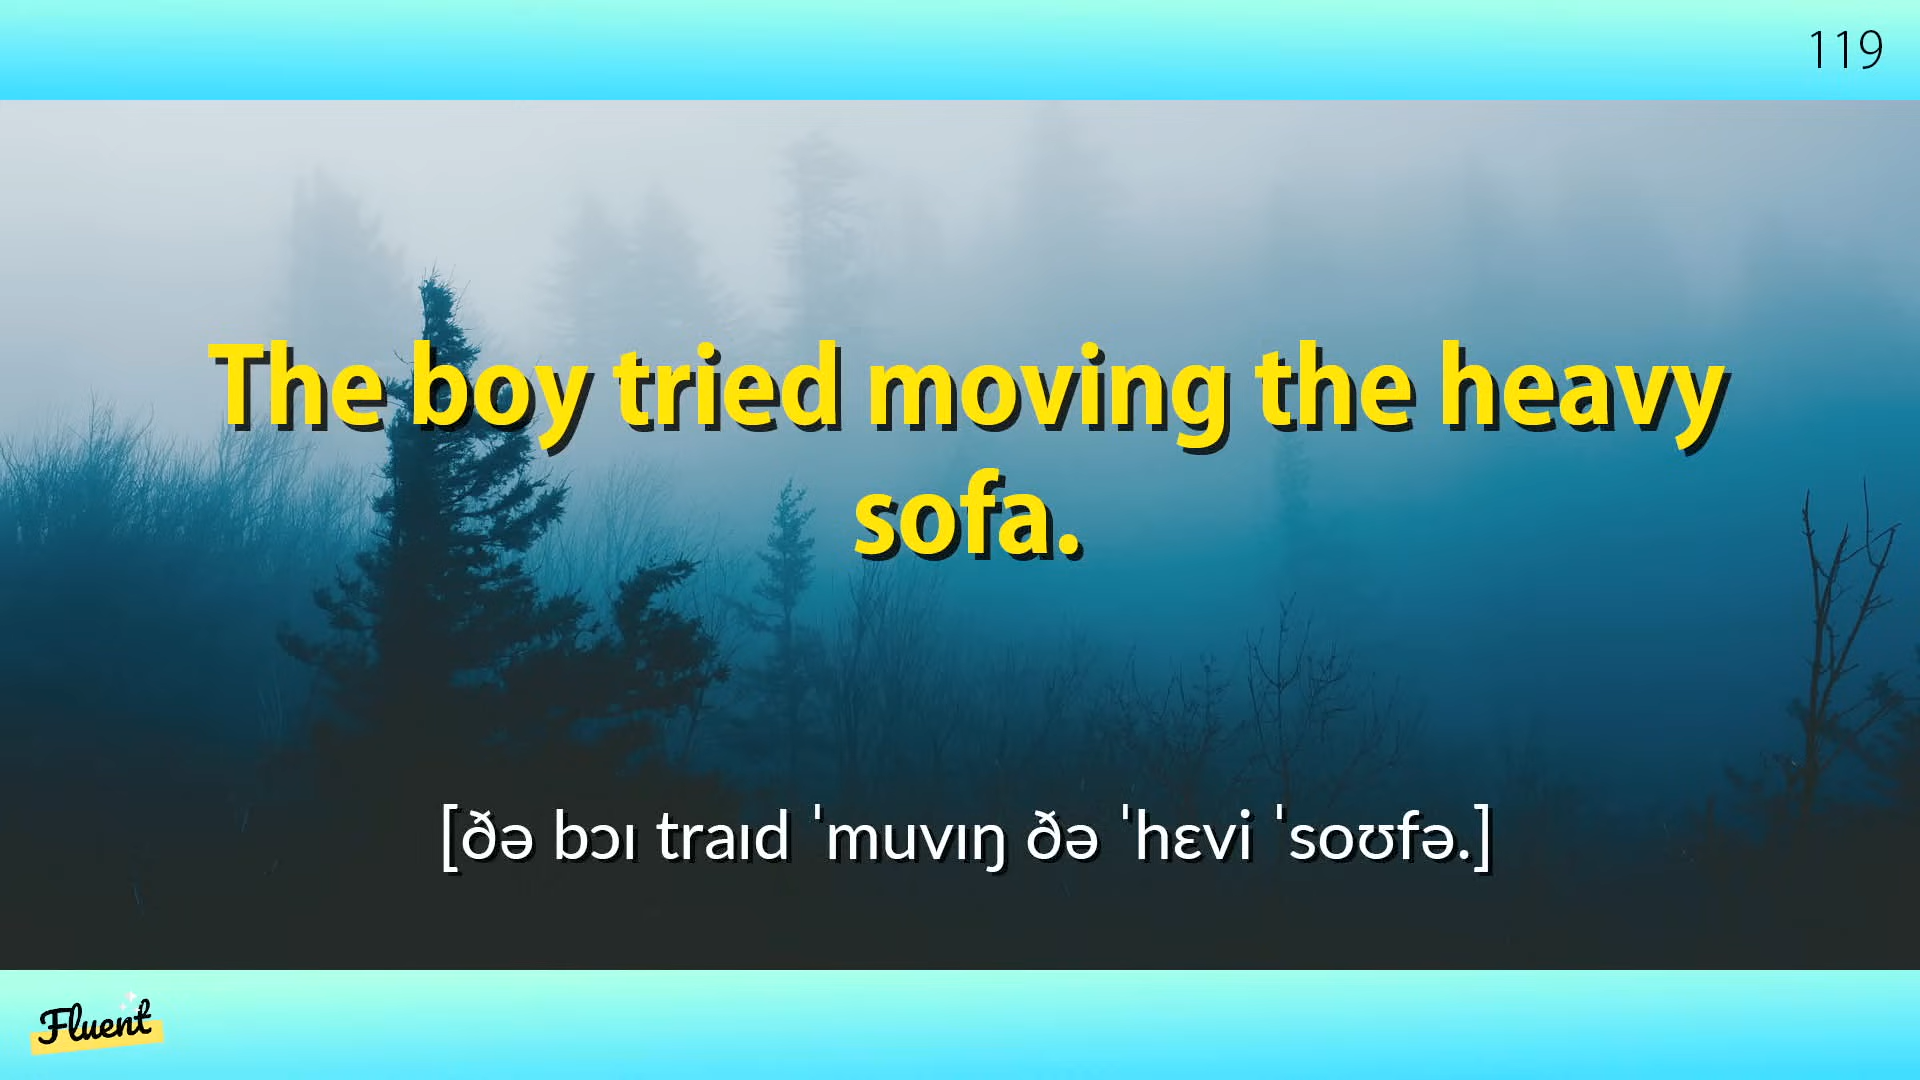 119
The boy tried moving the heavy
sofa.
[ðə bɔɪ traɪd ˈmuvɪŋ ðə ˈhɛvi ˈsoʊfə.]
Fluent